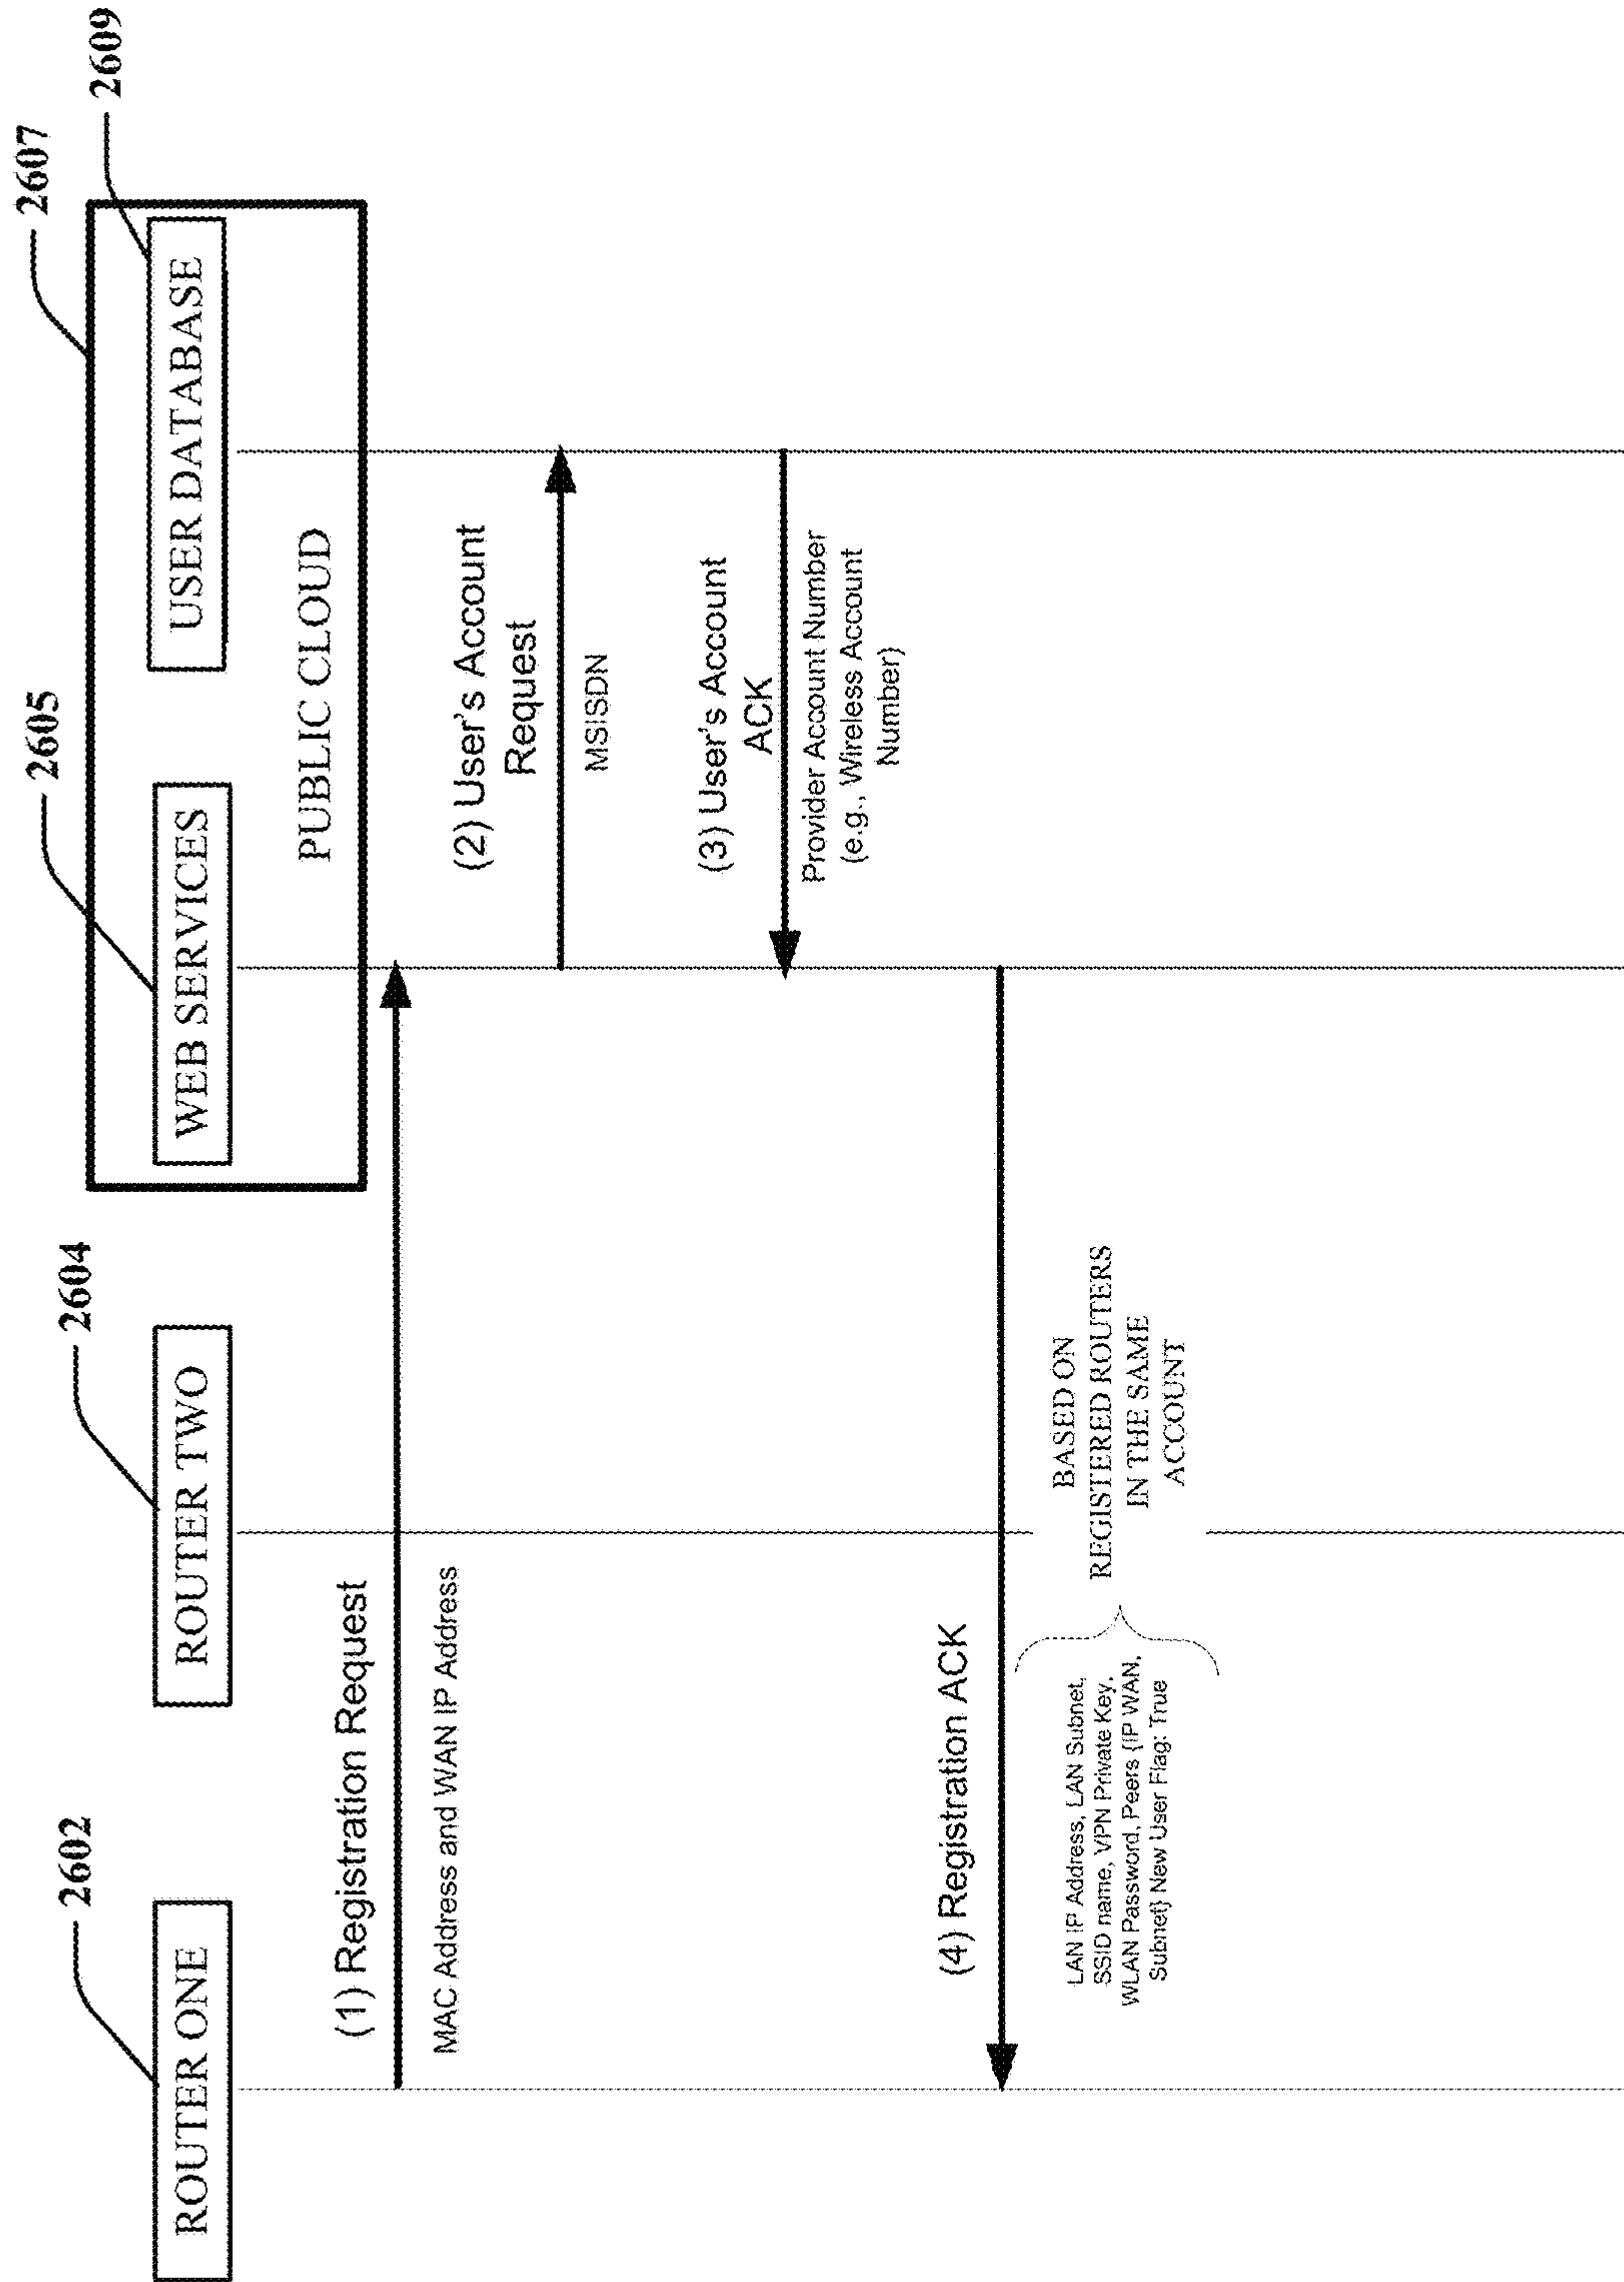 2602
ROUTER ONE
2604
ROUTER TWO
2605
WEB SERVICES
2607
2609
USER DATABASE
PUBLIC CLOUD
(1) Registration Request
MAC Address and WAN IP Address
(2) User's Account
Request
MSISDN
(3) User's Account
ACK
Provider Account Number
(e.g., Wireless Account
Number)
(4) Registration ACK
LAN IP Address, LAN Subnet,
SSID name, VPN Private Key,
WLAN Password, Peers {IP WAN,
Subnet} New User Flag: True
BASED ON
REGISTERED ROUTERS
IN THE SAME
ACCOUNT